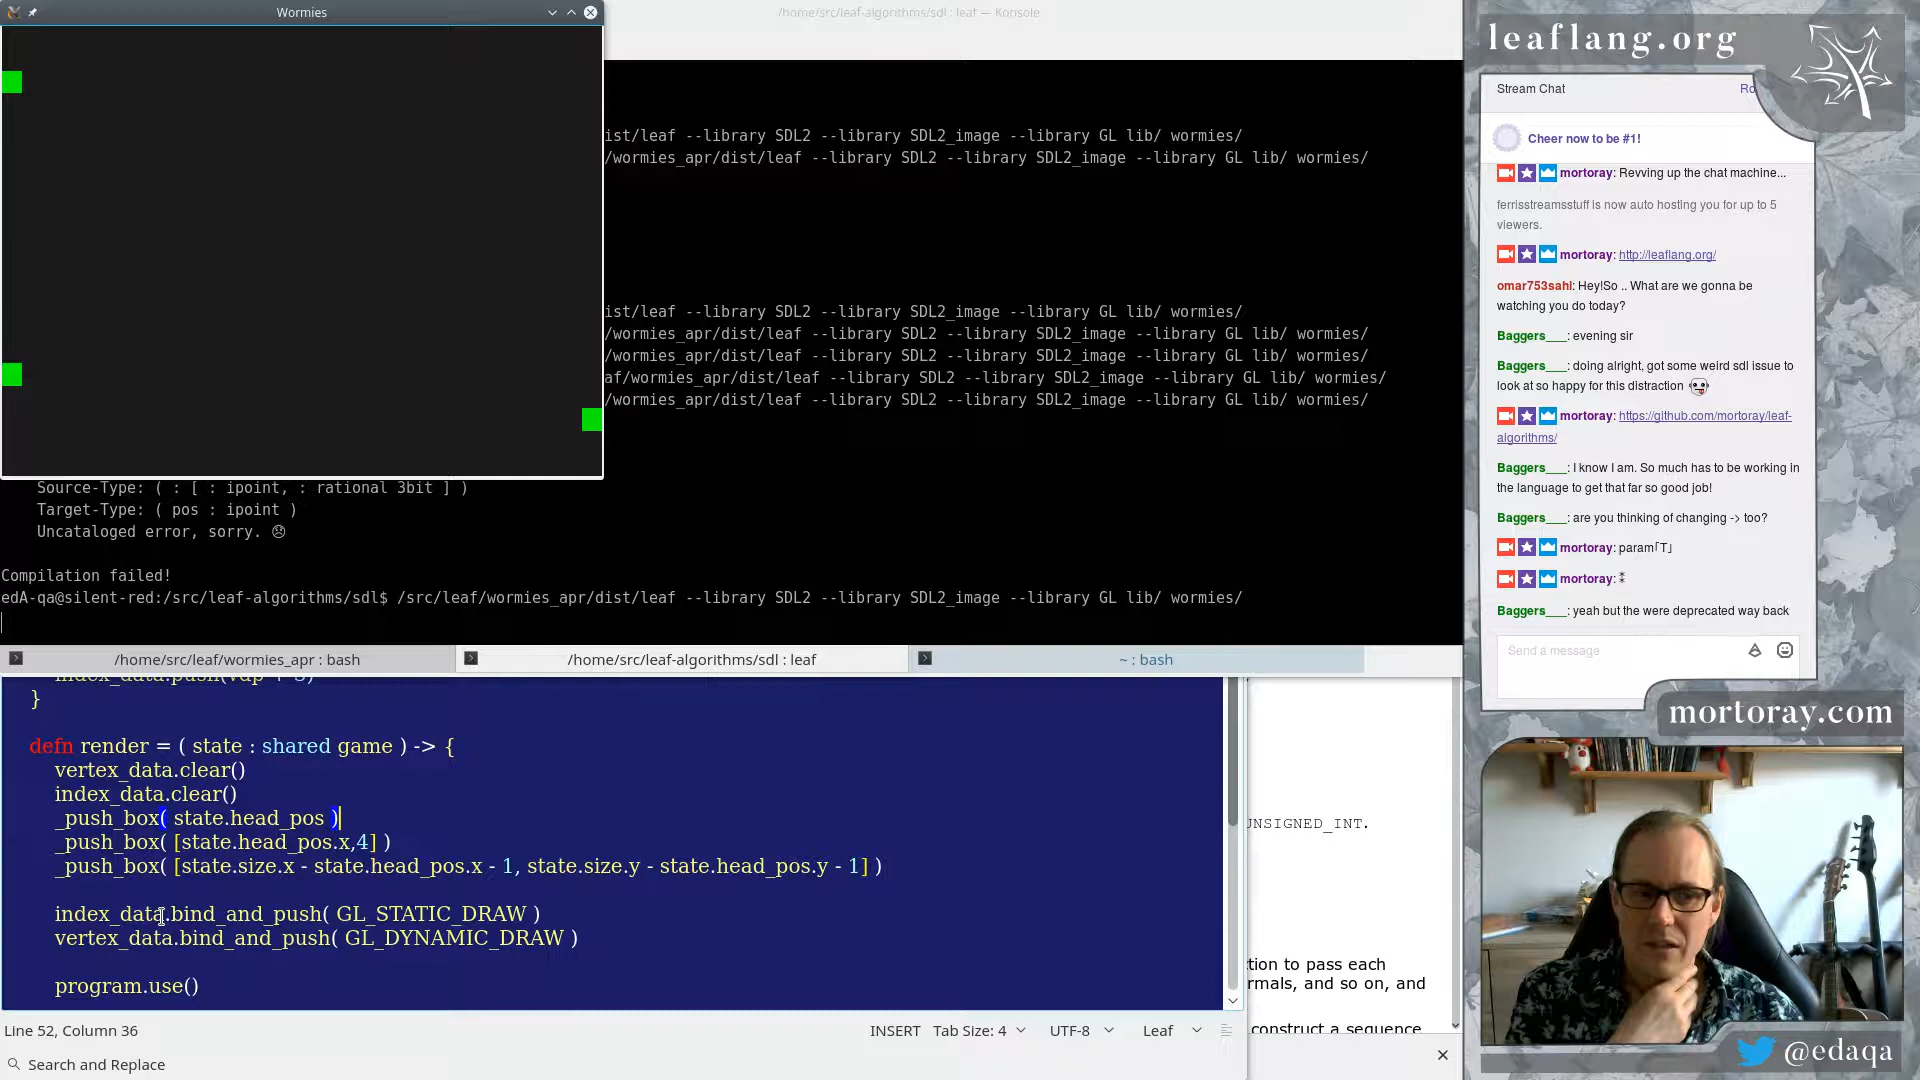 Wormies
/home/src/leaf-algorithms/sdl : leaf — Konsole
ist/leaf --library SDL2 --library SDL2_image --library GL lib/ wormies/
/wormies_apr/dist/leaf --library SDL2 --library SDL2_image --library GL lib/ wormies/
ist/leaf --library SDL2 --library SDL2_image --library GL lib/ wormies/
/wormies_apr/dist/leaf --library SDL2 --library SDL2_image --library GL lib/ wormies/
/wormies_apr/dist/leaf --library SDL2 --library SDL2_image --library GL lib/ wormies/
af/wormies_apr/dist/leaf --library SDL2 --library SDL2_image --library GL lib/ wormies/
/wormies_apr/dist/leaf --library SDL2 --library SDL2_image --library GL lib/ wormies/
Source-Type: ( : [ : ipoint, : rational 3bit ] )
Target-Type: ( pos : ipoint )
Uncataloged error, sorry. 😞
Compilation failed!
edA-qa@silent-red:/src/leaf-algorithms/sdl$ /src/leaf/wormies_apr/dist/leaf --library SDL2 --library SDL2_image --library GL lib/ wormies/
/home/src/leaf/wormies_apr : bash
/home/src/leaf-algorithms/sdl : leaf
~ : bash
index_data.push(vdp + 3)
}
defn render = ( state : shared game ) -> {
vertex_data.clear()
index_data.clear()
_push_box( state.head_pos )
_push_box( [state.head_pos.x,4] )
_push_box( [state.size.x - state.head_pos.x - 1, state.size.y - state.head_pos.y - 1] )
index_data.bind_and_push( GL_STATIC_DRAW )
vertex_data.bind_and_push( GL_DYNAMIC_DRAW )
program.use()
JNSIGNED_INT.
tion to pass each
rmals, and so on, and
construct a sequence
Line 52, Column 36
INSERT
Tab Size: 4
UTF-8
Leaf
Search and Replace
leaflang.org
Stream Chat
Ro
Cheer now to be #1!
mortoray: Revving up the chat machine...
ferrisstreamsstuff is now auto hosting you for up to 5
viewers.
mortoray: http://leaflang.org/
omar753sahl: Hey!So .. What are we gonna be
watching you do today?
Baggers___: evening sir
Baggers___: doing alright, got some weird sdl issue to
look at so happy for this distraction
mortoray: https://github.com/mortoray/leaf-
algorithms/
Baggers___: I know I am. So much has to be working in
the language to get that far so good job!
Baggers___: are you thinking of changing -> too?
mortoray: param｢T｣
mortoray: ⁑
Baggers___: yeah but the were deprecated way back
Send a message
mortoray.com
@edaqa